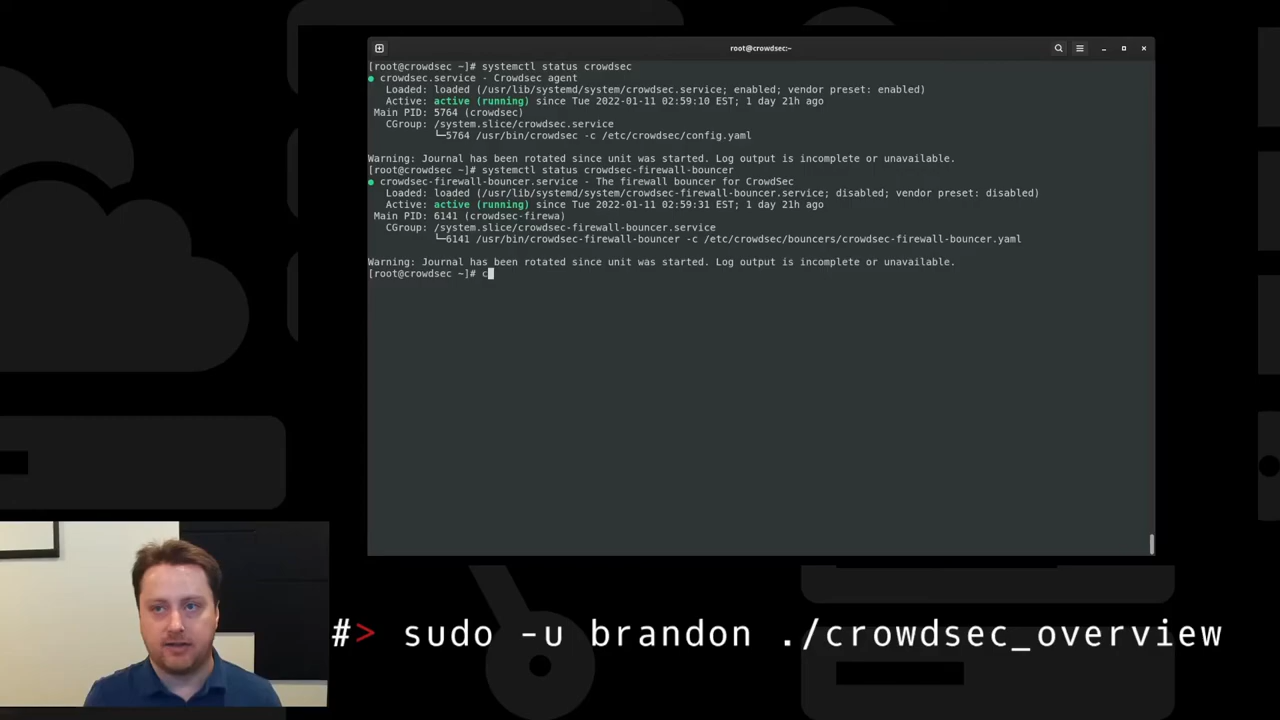 root@crowdsec:~
[root@crowdsec ~]# systemctl status crowdsec
● crowdsec.service - Crowdsec agent
Loaded: loaded (/usr/lib/systemd/system/crowdsec.service; enabled; vendor preset: enabled)
Active: active (running) since Tue 2022-01-11 02:59:10 EST; 1 day 21h ago
Main PID: 5764 (crowdsec)
CGroup: /system.slice/crowdsec.service
└─5764 /usr/bin/crowdsec -c /etc/crowdsec/config.yaml
Warning: Journal has been rotated since unit was started. Log output is incomplete or unavailable.
[root@crowdsec ~]# systemctl status crowdsec-firewall-bouncer
● crowdsec-firewall-bouncer.service - The firewall bouncer for CrowdSec
Loaded: loaded (/usr/lib/systemd/system/crowdsec-firewall-bouncer.service; disabled; vendor preset: disabled)
Active: active (running) since Tue 2022-01-11 02:59:31 EST; 1 day 21h ago
Main PID: 6141 (crowdsec-firewa)
CGroup: /system.slice/crowdsec-firewall-bouncer.service
└─6141 /usr/bin/crowdsec-firewall-bouncer -c /etc/crowdsec/bouncers/crowdsec-firewall-bouncer.yaml
Warning: Journal has been rotated since unit was started. Log output is incomplete or unavailable.
[root@crowdsec ~]# c
#> sudo -u brandon ./crowdsec_overview